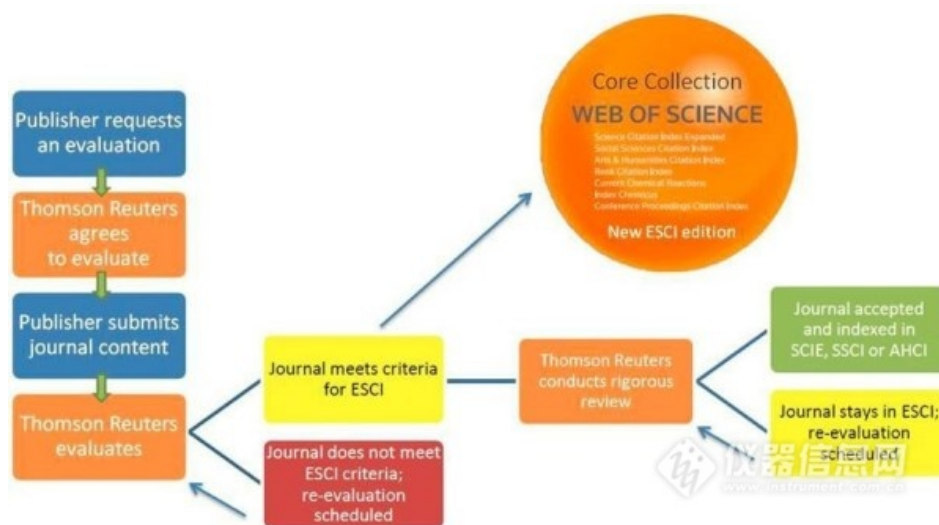 Core Collection
WEB OF SCIENCE
Science Citation Index Expanded
Social Sciences Citation Index
Arts & Humanities Citation Index
Book Citation Index
Current Chemical Reactions
Index Chemicus
Conference Proceedings Citation Index
New ESCI edition
Publisher requests
an evaluation
Thomson Reuters
agrees
to evaluate
Publisher submits
journal content
Thomson Reuters
evaluates
Journal meets criteria
for ESCI
Journal does not meet
ESCI criteria;
re-evaluation
scheduled
Thomson Reuters
conducts rigorous
review
Journal accepted
and indexed in
SCIE, SSCI or AHCI
Journal stays in ESCI;
re-evaluation
scheduled
仪器信息网
www.instrument.com.cn